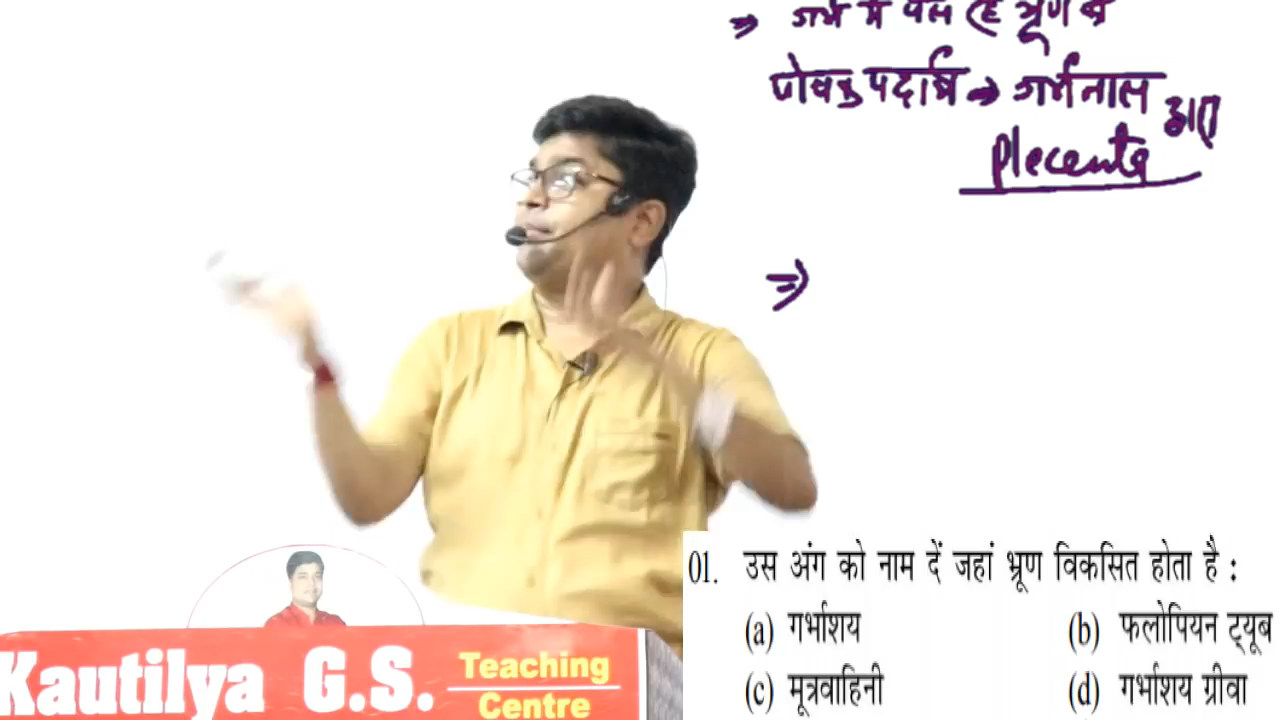 ⇒ गर्भ में पल रहे भ्रूण को
पोषक पदार्थ ⇒ गर्भनाल द्वारा
Plecenta
⇒
01. उस अंग को नाम दें जहां भ्रूण विकसित होता है :
(a) गर्भाशय (b) फलोपियन ट्यूब
(c) मूत्रवाहिनी (d) गर्भाशय ग्रीवा
Kautilya G.S. Teaching
Centre